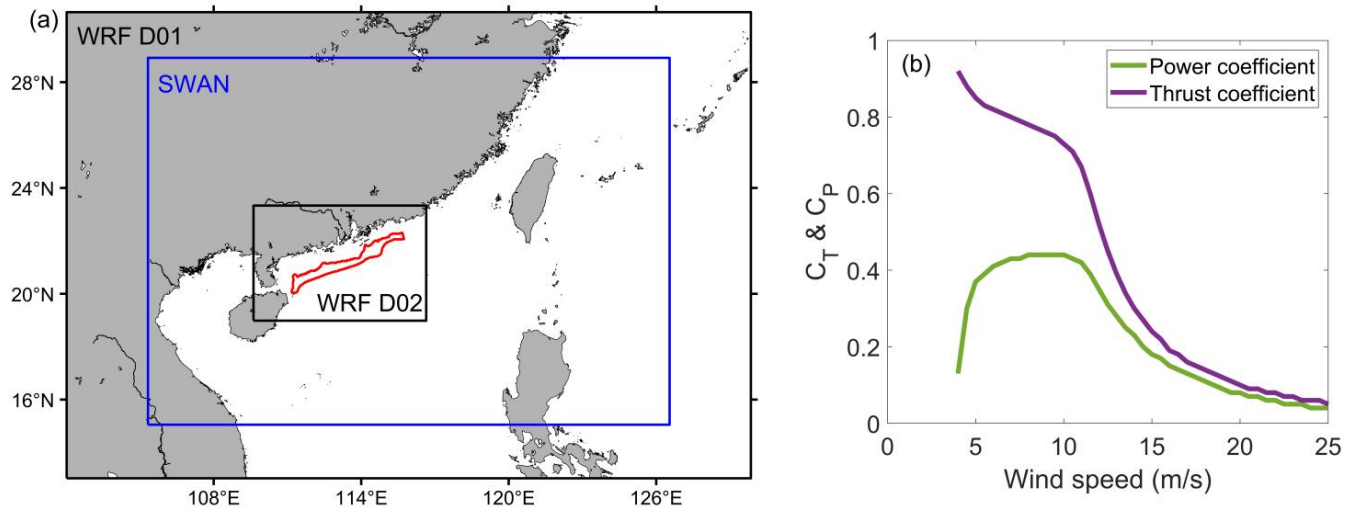 (a)
WRF D01
SWAN
WRF D02
28°N
24°N
20°N
16°N
108°E
114°E
120°E
126°E
(b)
Power coefficient
Thrust coefficient
C_T & C_P
1
0.8
0.6
0.4
0.2
0
0
5
10
15
20
25
Wind speed (m/s)